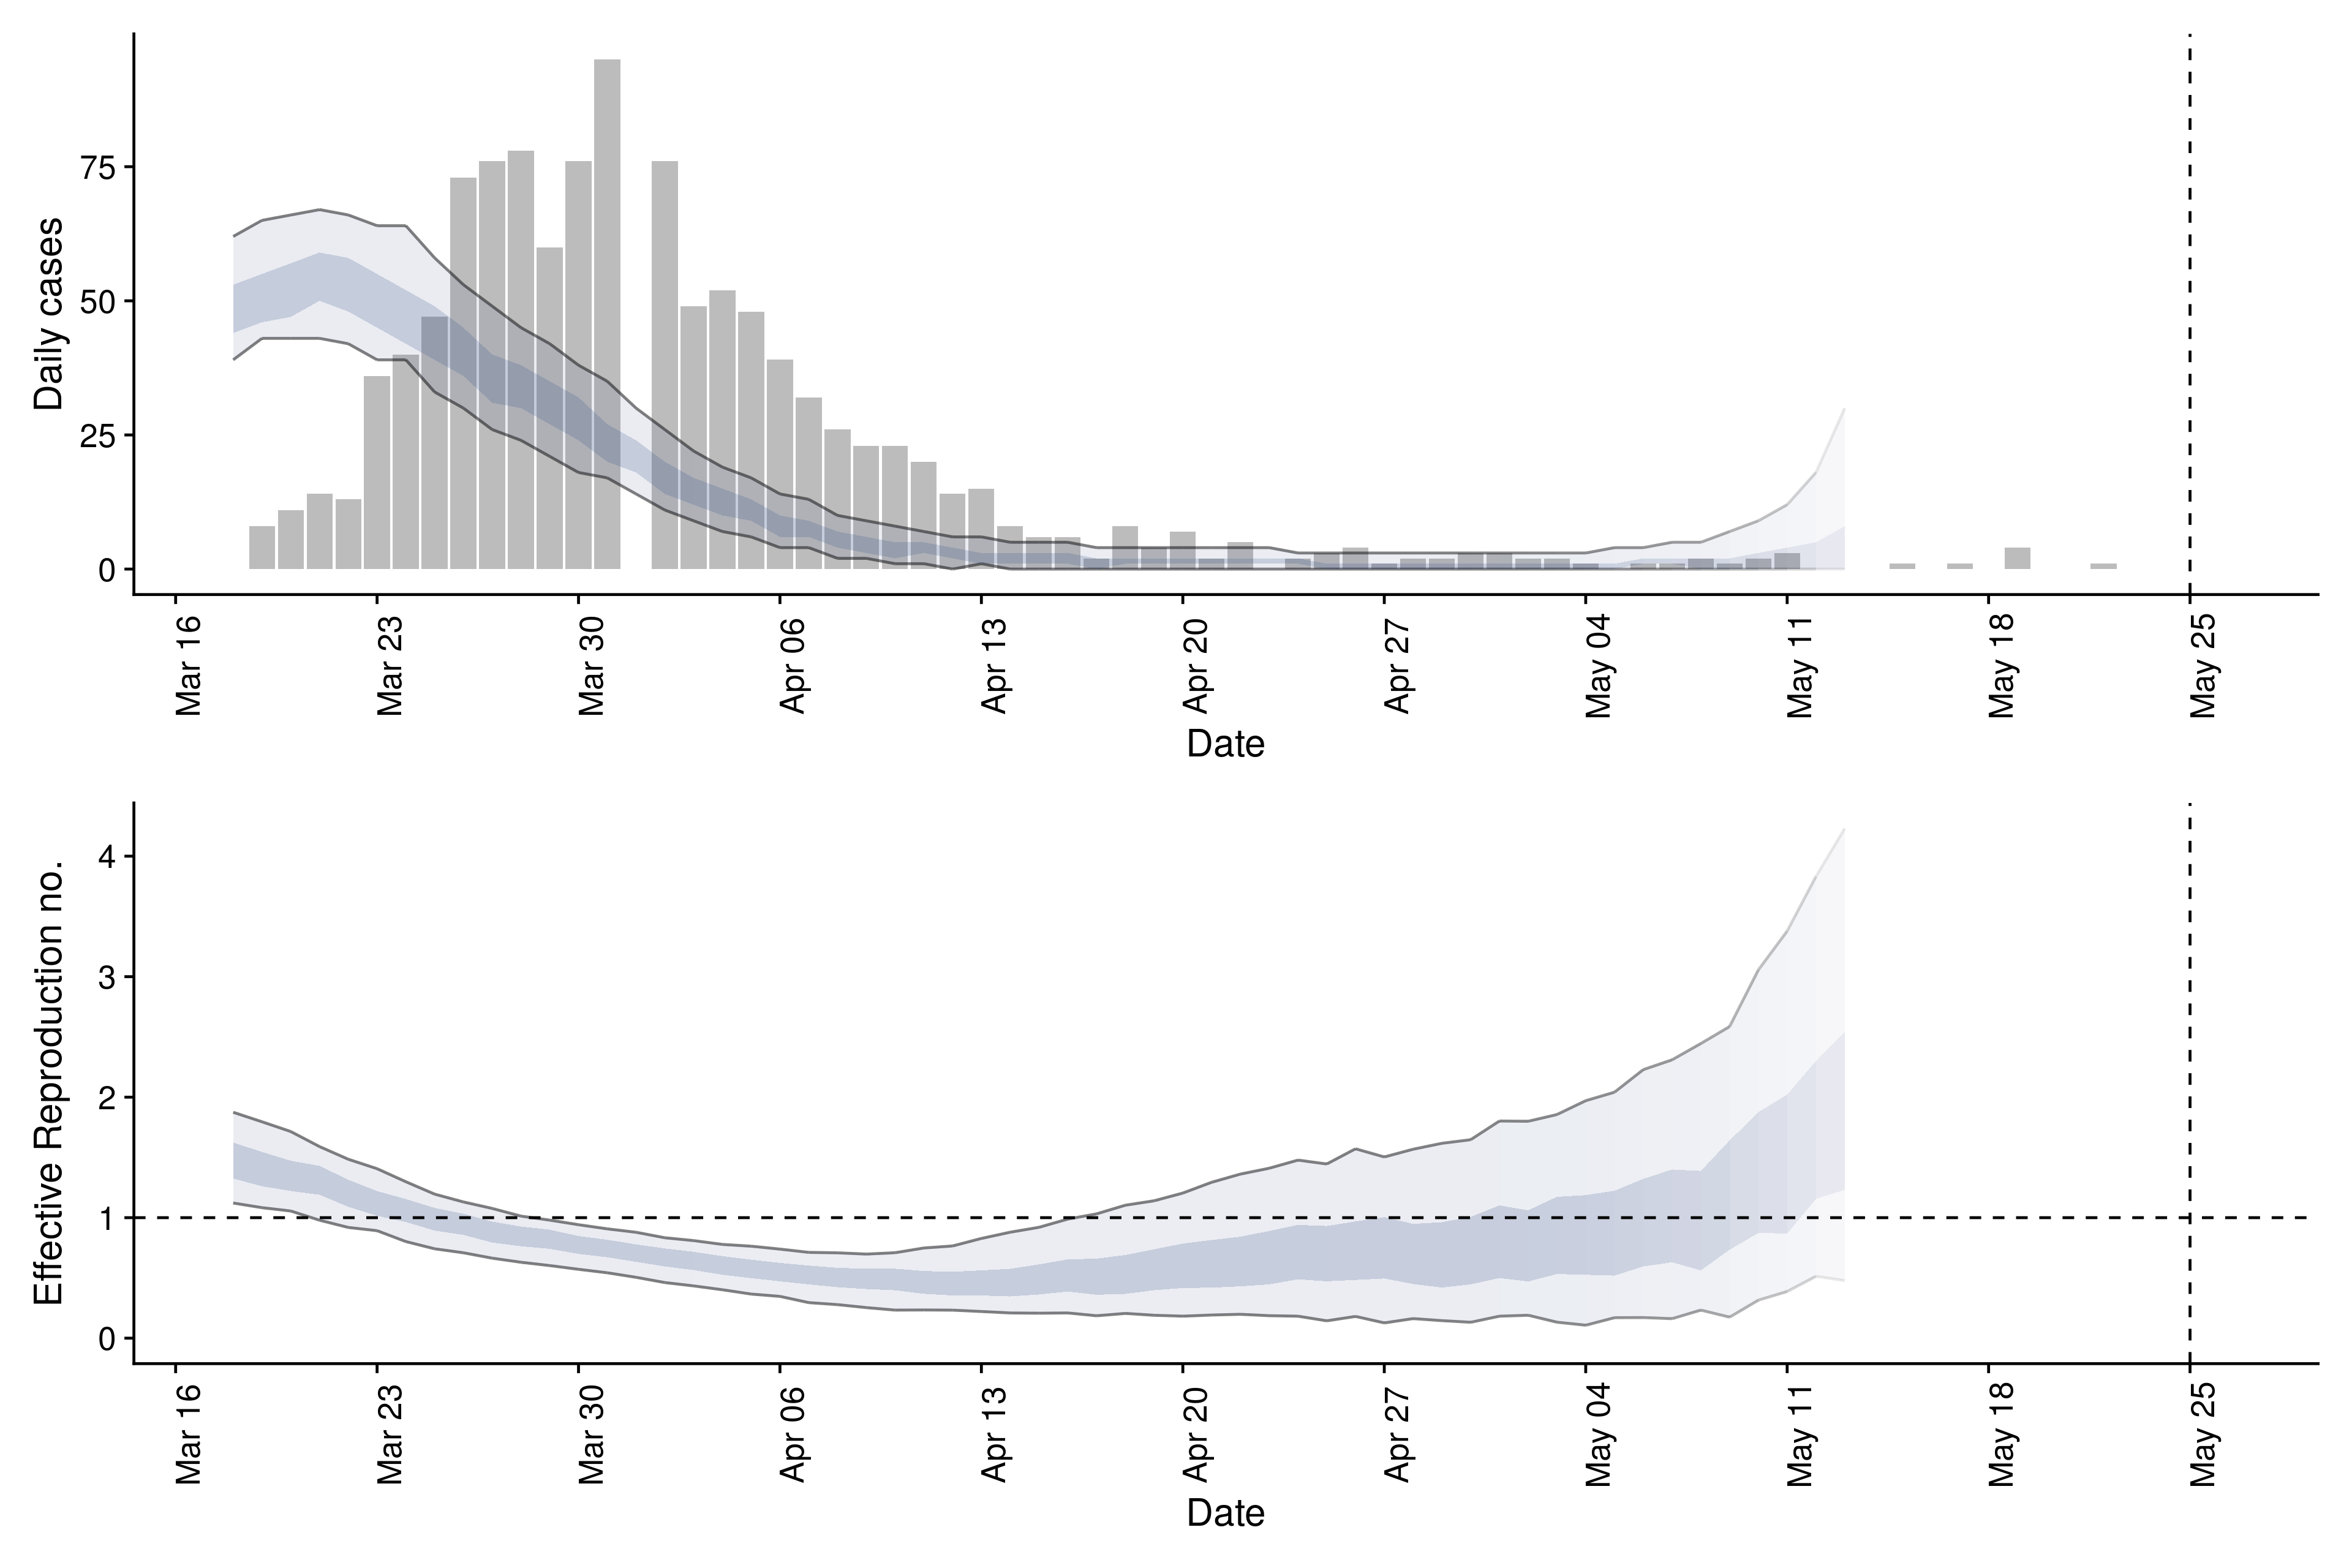 Daily cases
75
50
25
0
Mar 16
Mar 23
Mar 30
Apr 06
Apr 13
Apr 20
Apr 27
May 04
May 11
May 18
May 25
Date
Effective Reproduction no.
4
3
2
1
0
Mar 16
Mar 23
Mar 30
Apr 06
Apr 13
Apr 20
Apr 27
May 04
May 11
May 18
May 25
Date